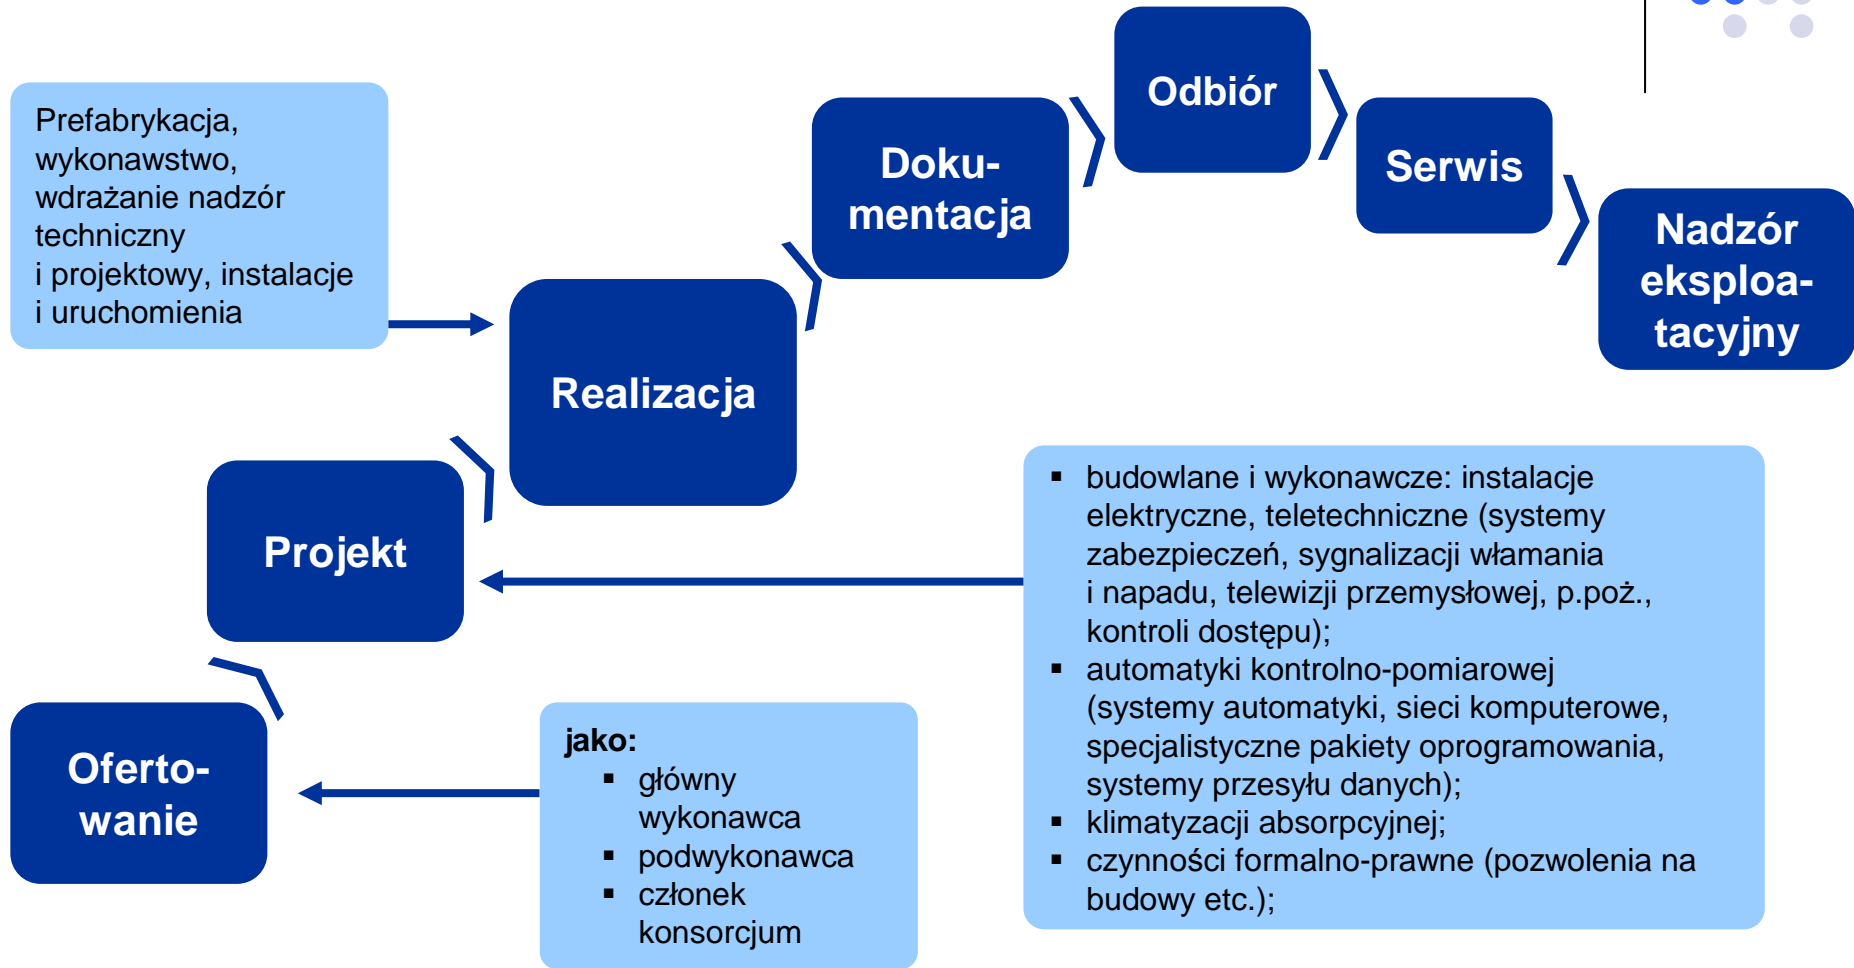 Odbiór
Prefabrykacja,
wykonawstwo,
wdrażanie nadzór
techniczny
i projektowy, instalacje
i uruchomienia
Doku-
mentacja
Serwis
Nadzór
eksploa-
tacyjny
Realizacja
Projekt
▪ budowlane i wykonawcze: instalacje
elektryczne, teletechniczne (systemy
zabezpieczeń, sygnalizacji włamania
i napadu, telewizji przemysłowej, p.poż.,
kontroli dostępu);
▪ automatyki kontrolno-pomiarowej
(systemy automatyki, sieci komputerowe,
specjalistyczne pakiety oprogramowania,
systemy przesyłu danych);
▪ klimatyzacji absorpcyjnej;
▪ czynności formalno-prawne (pozwolenia na
budowy etc.);
Oferto-
wanie
jako:
▪ główny
wykonawca
▪ podwykonawca
▪ członek
konsorcjum